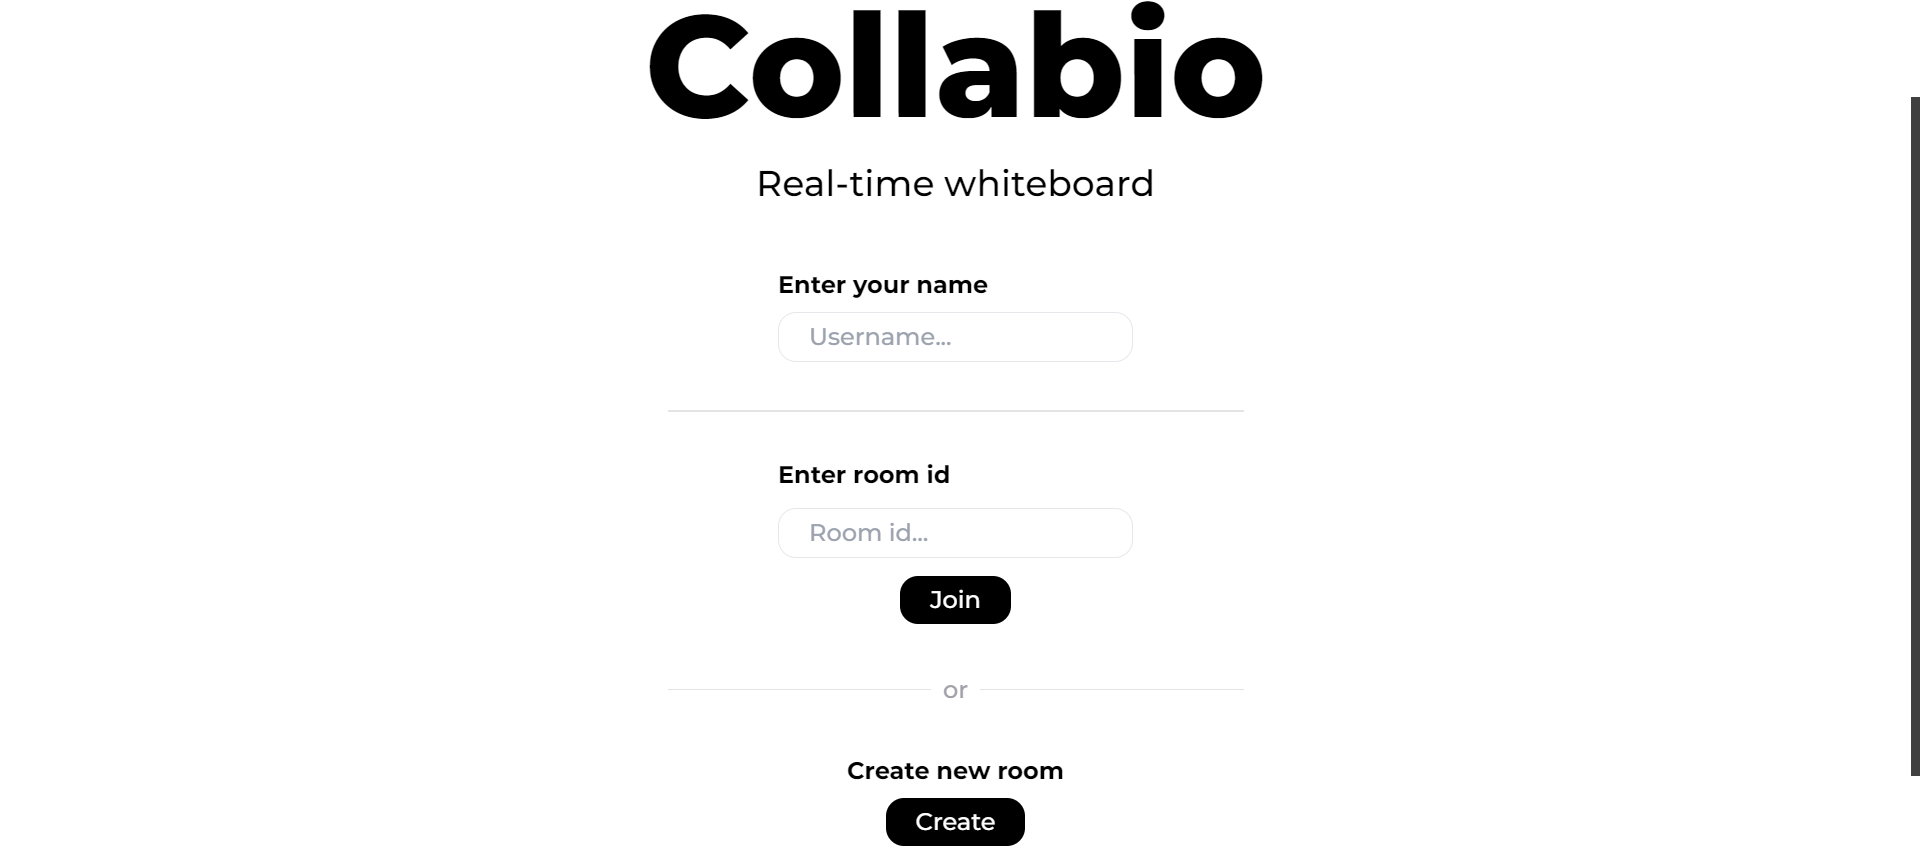 Collabio
Real-time whiteboard
Enter your name
Username...
Enter room id
Room id...
Join
or
Create new room
Create